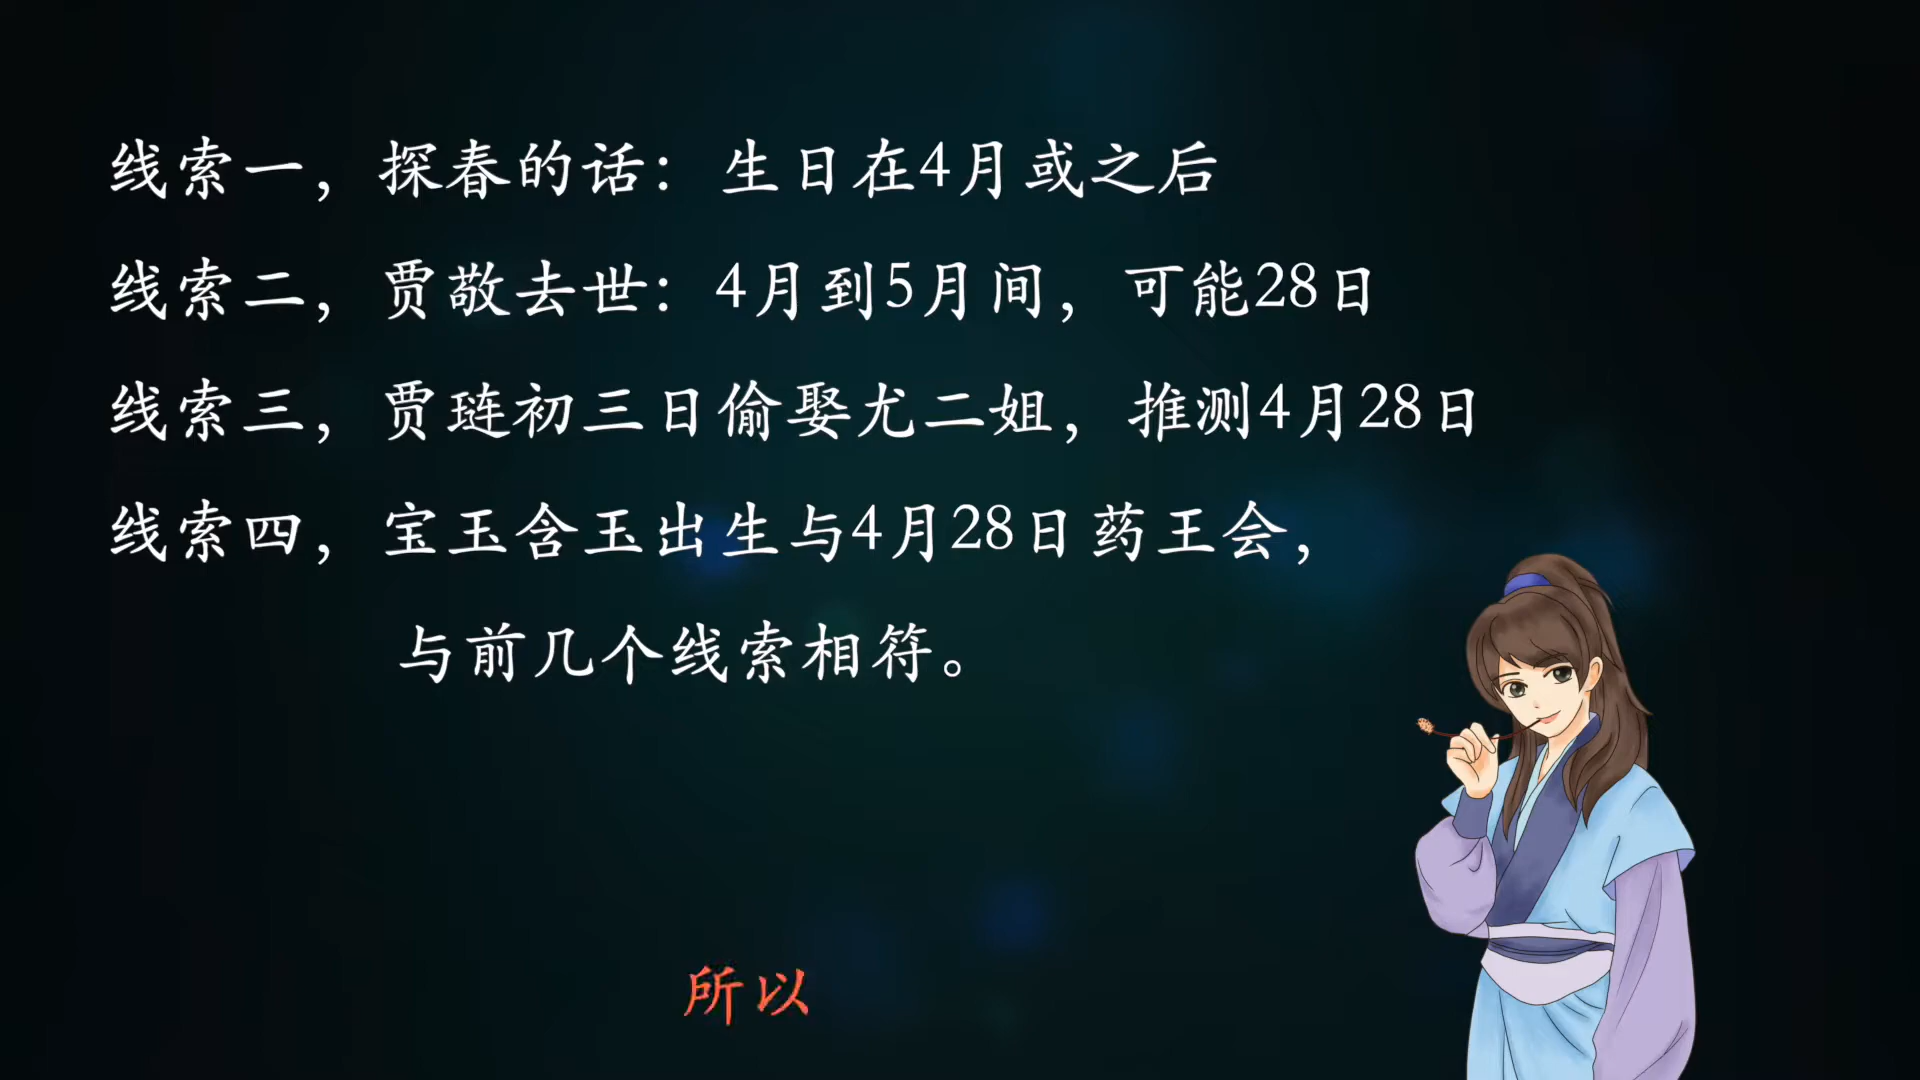 线索一，探春的话：生日在4月或之后
线索二，贾敬去世：4月到5月间，可能28日
线索三，贾琏初三日偷娶尤二姐，推测4月28日
线索四，宝玉含玉出生与4月28日药王会，
与前几个线索相符。
所以